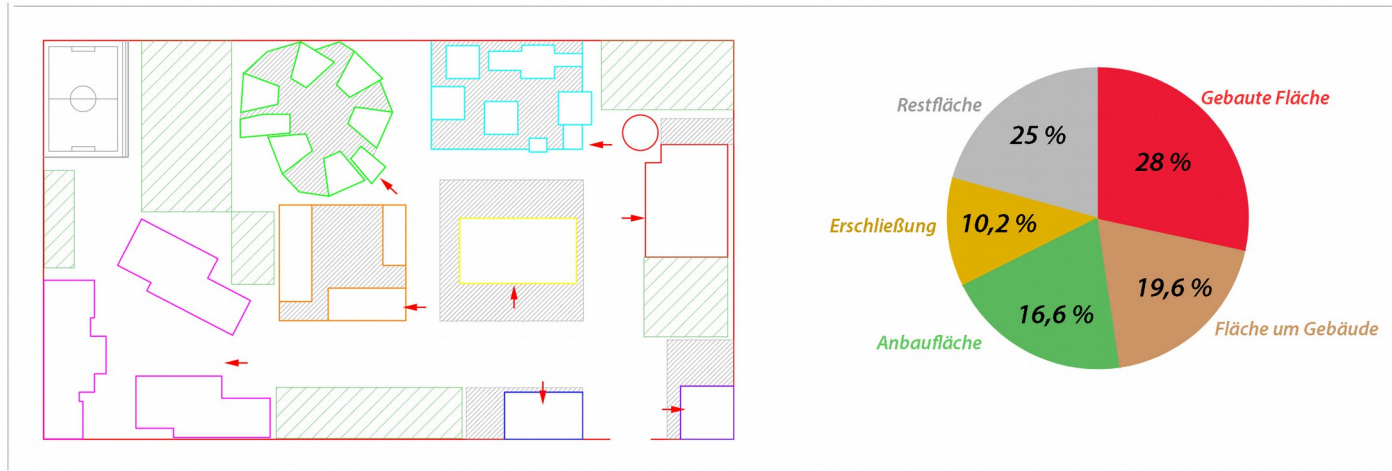 Gebaute Fläche
28 %
19,6 %
Fläche um Gebäude
16,6 %
Anbaufläche
10,2 %
Erschließung
25 %
Restfläche